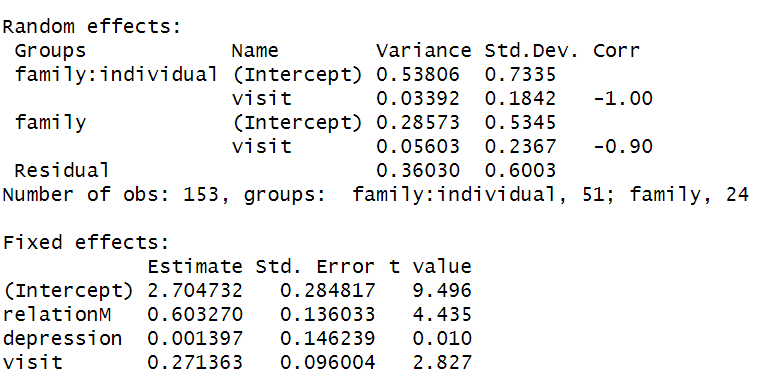 Random effects:
Groups Name Variance Std.Dev. Corr
family:individual (Intercept) 0.53806 0.7335
visit 0.03392 0.1842 -1.00
family (Intercept) 0.28573 0.5345
visit 0.05603 0.2367 -0.90
Residual 0.36030 0.6003
Number of obs: 153, groups: family:individual, 51; family, 24
Fixed effects:
Estimate Std. Error t value
(Intercept) 2.704732 0.284817 9.496
relationM 0.603270 0.136033 4.435
depression 0.001397 0.146239 0.010
visit 0.271363 0.096004 2.827